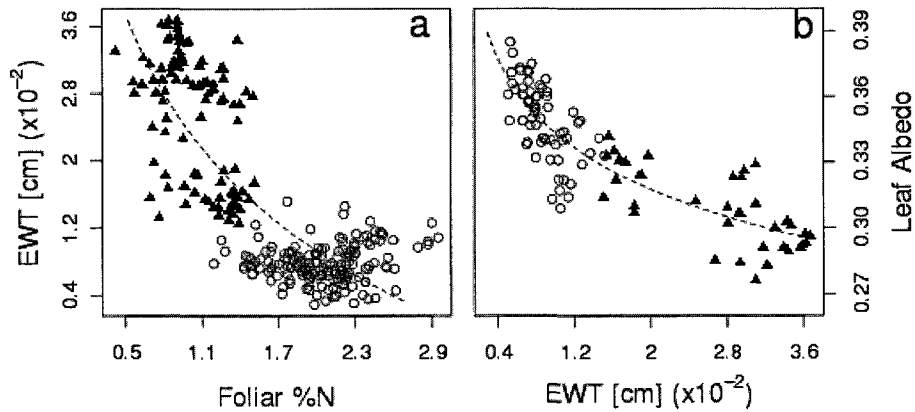 a
3.6
2.8
2
1.2
0.4
EWT [cm] (x10⁻²)
0.5 1.1 1.7 2.3 2.9
Foliar %N
b
0.39
0.36
0.33
0.30
0.27
Leaf Albedo
0.4 1.2 2 2.8 3.6
EWT [cm] (x10⁻²)